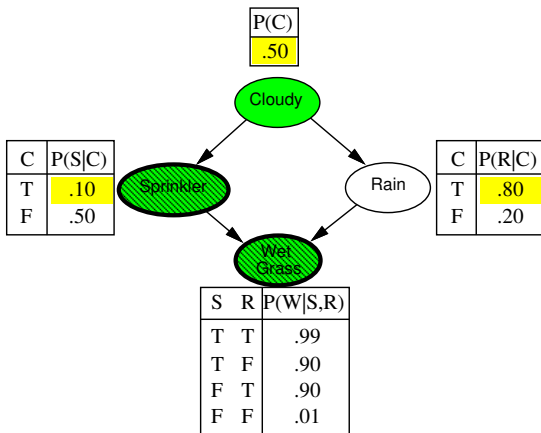 P(C)
.50
Cloudy
C P(S|C)
T .10
F .50
Sprinkler
Rain
C P(R|C)
T .80
F .20
Wet
Grass
S R P(W|S,R)
T T .99
T F .90
F T .90
F F .01